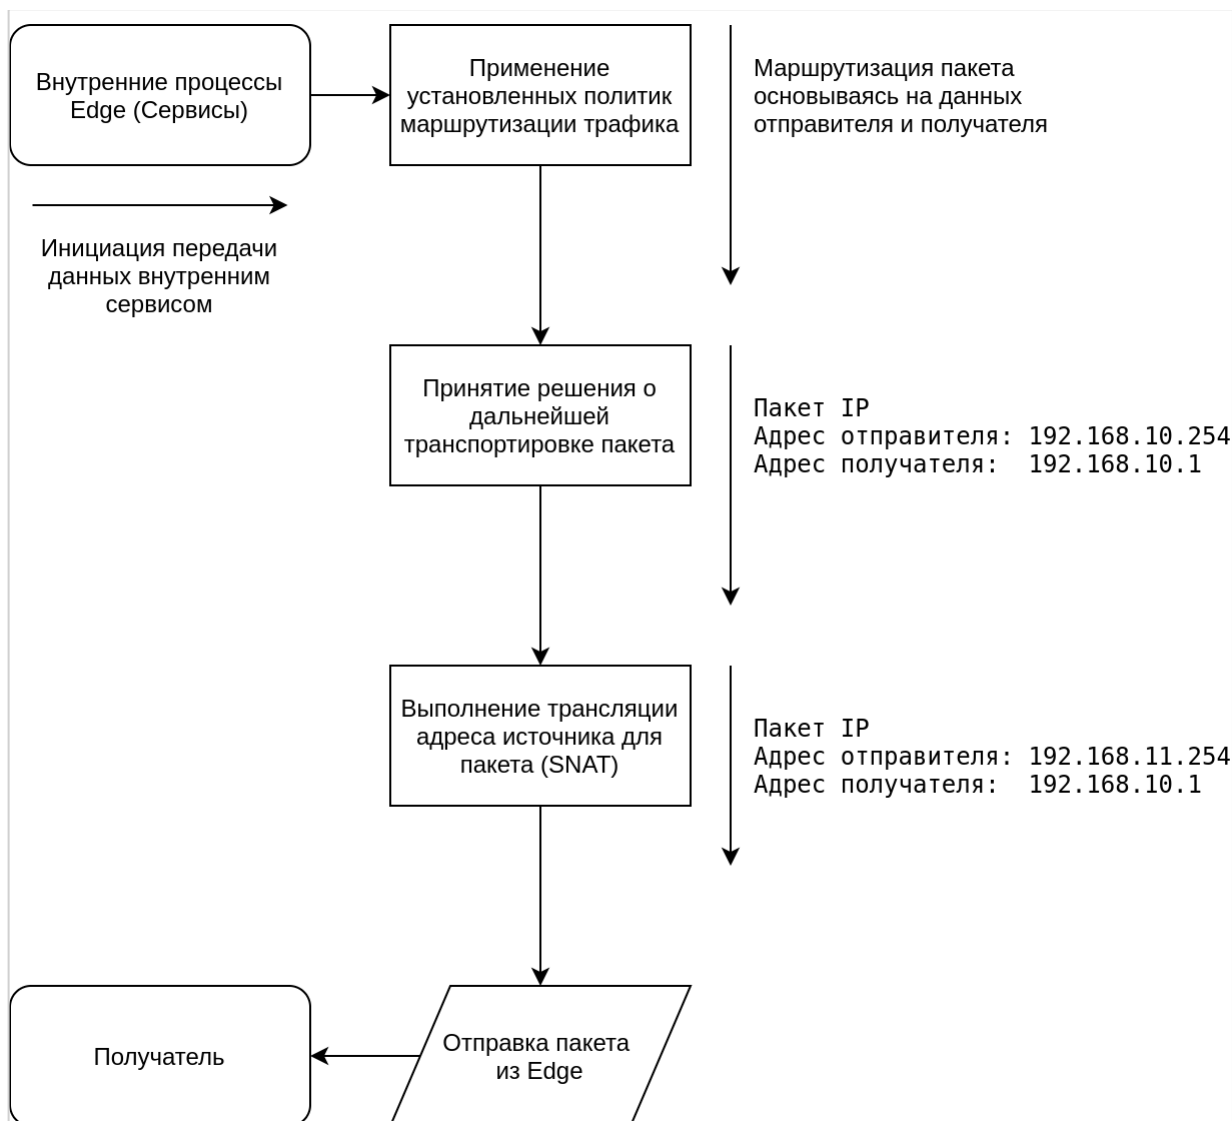 Внутренние процессы
Edge (Сервисы)
Применение
установленных политик
маршрутизации трафика
Маршрутизация пакета
основываясь на данных
отправителя и получателя
Инициация передачи
данных внутренним
сервисом
Принятие решения о
дальнейшей
транспортировке пакета
Пакет IP
Адрес отправителя: 192.168.10.254
Адрес получателя:  192.168.10.1
Выполнение трансляции
адреса источника для
пакета (SNAT)
Пакет IP
Адрес отправителя: 192.168.11.254
Адрес получателя:  192.168.10.1
Отправка пакета
из Edge
Получатель